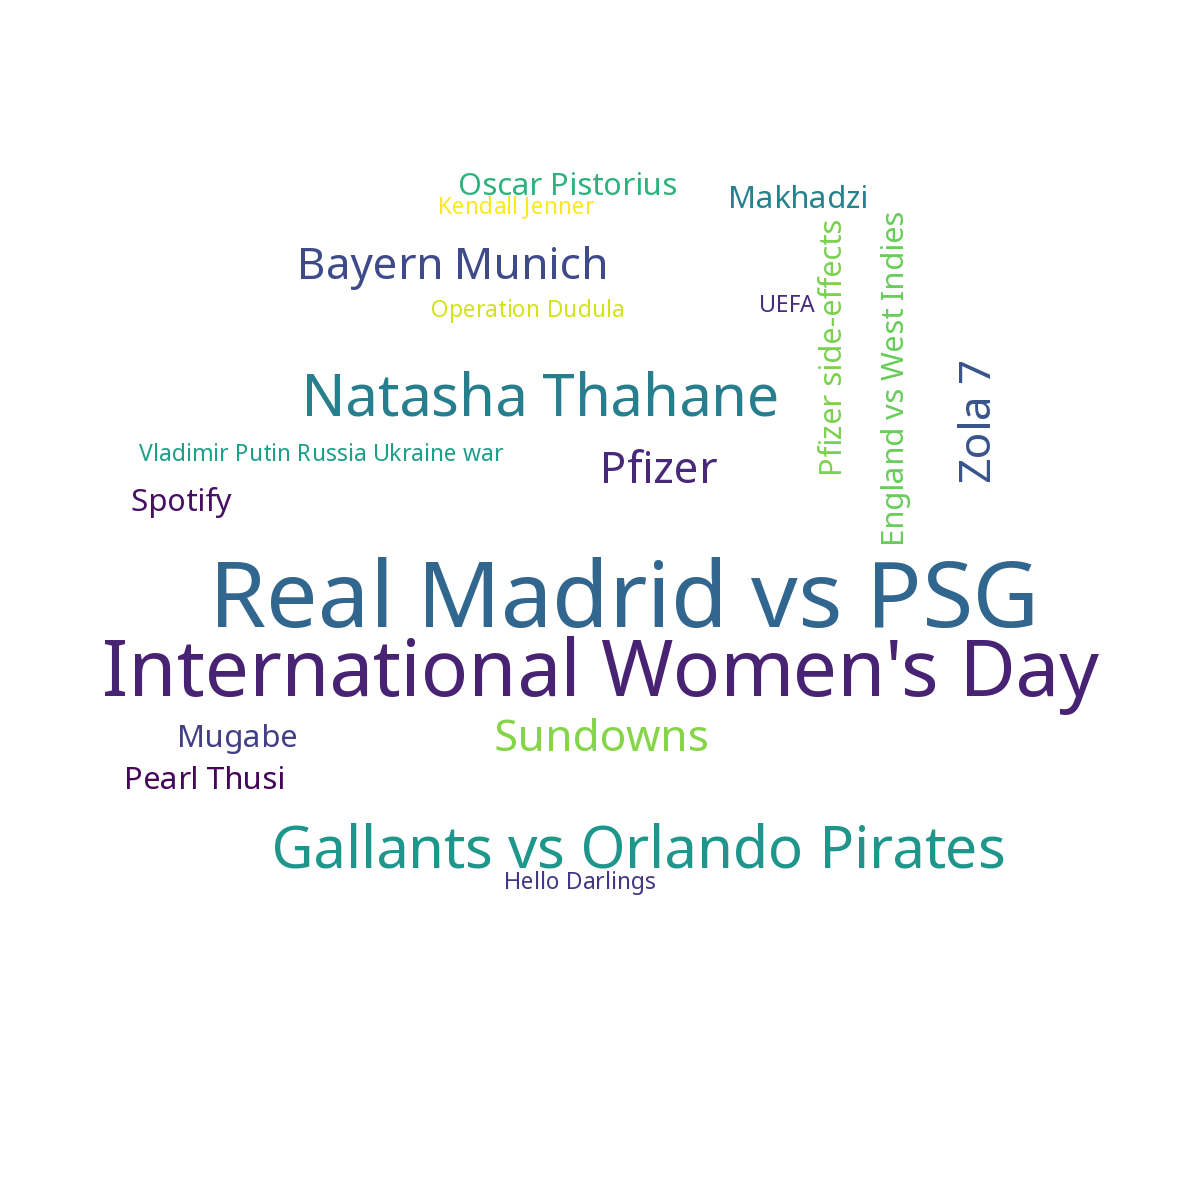 Oscar Pistorius
Makhadzi
Kendall Jenner
Bayern Munich
Operation Dudula
UEFA
Pfizer side-effects
England vs West Indies
Zola 7
Natasha Thahane
Vladimir Putin Russia Ukraine war
Pfizer
Spotify
Real Madrid vs PSG
International Women's Day
Mugabe
Sundowns
Pearl Thusi
Gallants vs Orlando Pirates
Hello Darlings